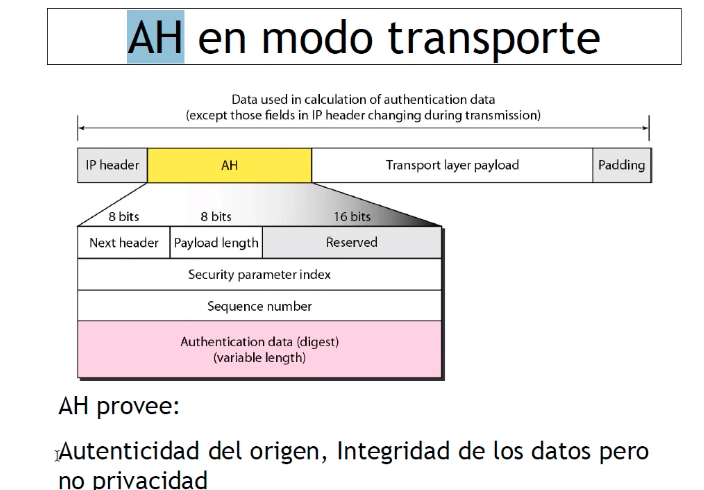 AH en modo transporte
Data used in calculation of authentication data
(except those fields in IP header changing during transmission)
IP header AH Transport layer payload Padding
8 bits 8 bits 16 bits
Next header Payload length Reserved
Security parameter index
Sequence number
Authentication data (digest)
(variable length)
AH provee:
Autenticidad del origen, Integridad de los datos pero
no privacidad